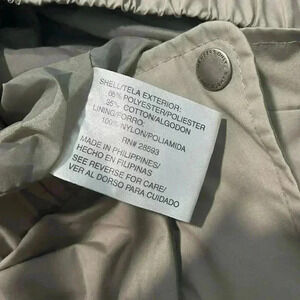 SHELL/TELA EXTERIOR:
65% POLYESTER/POLIESTER
35% COTTON/ALGODON
LINING/FORRO:
100% NYLON/POLIAMIDA
RN# 28593
MADE IN PHILIPPINES/
HECHO EN FILIPINAS
SEE REVERSE FOR CARE/
VER AL DORSO PARA CUIDADO